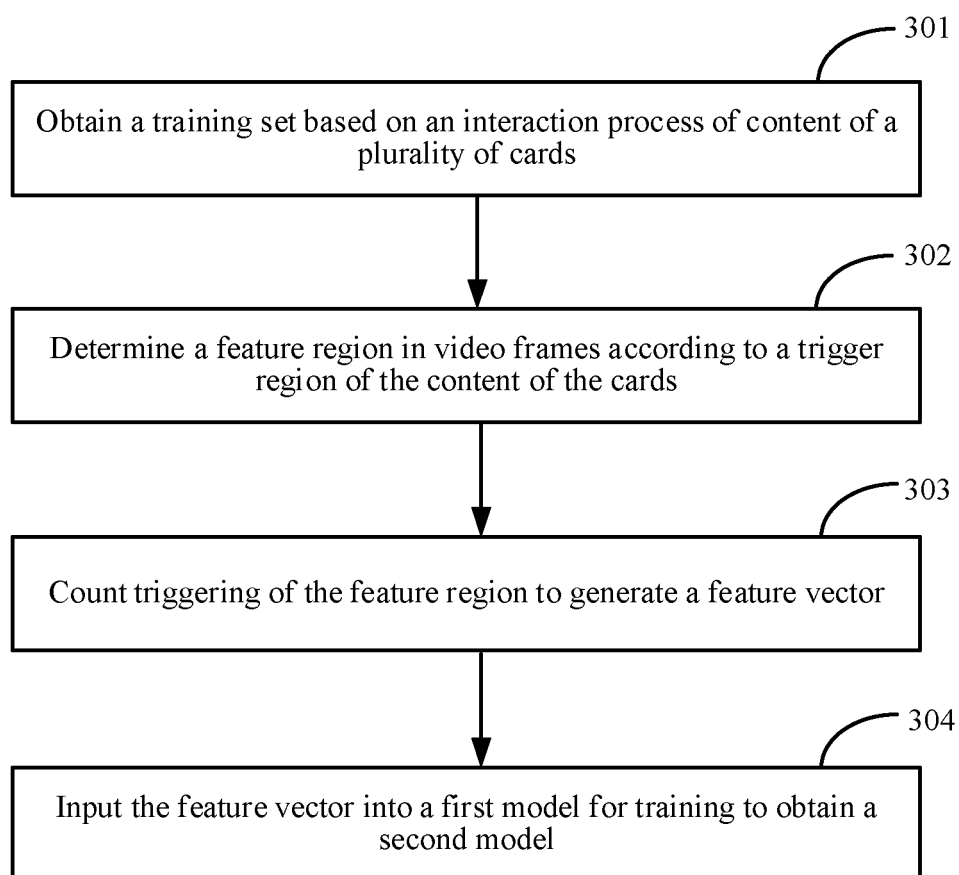 301
Obtain a training set based on an interaction process of content of a
plurality of cards
302
Determine a feature region in video frames according to a trigger
region of the content of the cards
303
Count triggering of the feature region to generate a feature vector
304
Input the feature vector into a first model for training to obtain a
second model